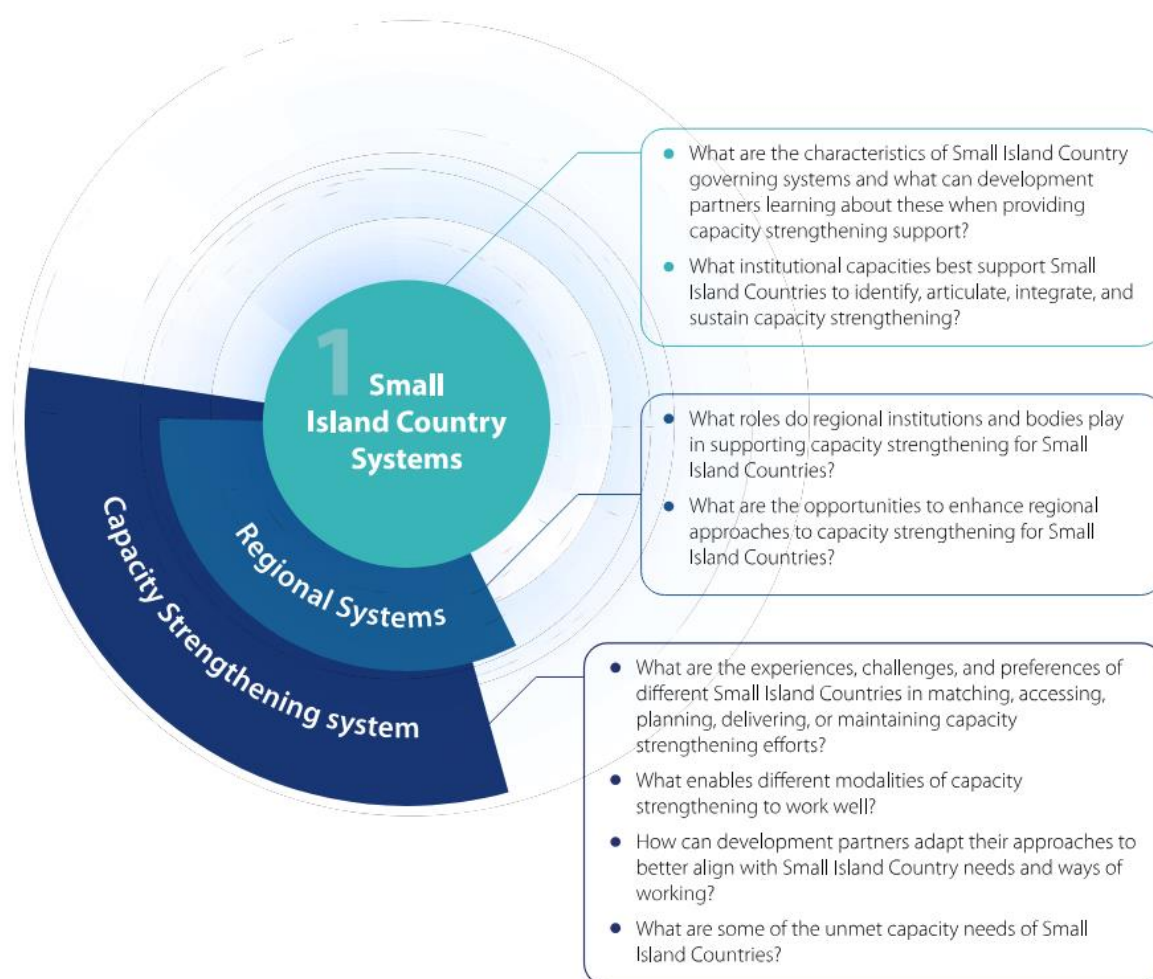 1
Small
Island Country
Systems
Regional Systems
Capacity Strengthening system
● What are the characteristics of Small Island Country
governing systems and what can development
partners learning about these when providing
capacity strengthening support?
● What institutional capacities best support Small
Island Countries to identify, articulate, integrate, and
sustain capacity strengthening?
● What roles do regional institutions and bodies play
in supporting capacity strengthening for Small
Island Countries?
● What are the opportunities to enhance regional
approaches to capacity strengthening for Small
Island Countries?
● What are the experiences, challenges, and preferences of
different Small Island Countries in matching, accessing,
planning, delivering, or maintaining capacity
strengthening efforts?
● What enables different modalities of capacity
strengthening to work well?
● How can development partners adapt their approaches to
better align with Small Island Country needs and ways of
working?
● What are some of the unmet capacity needs of Small
Island Countries?